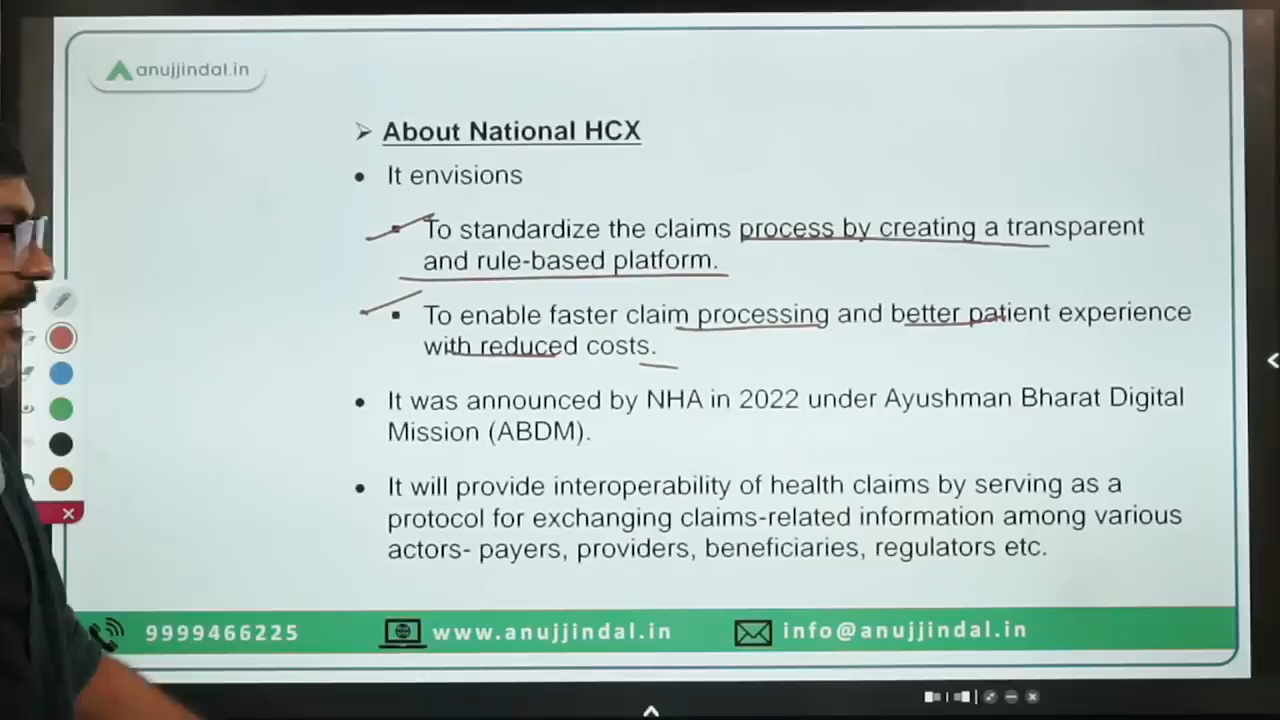 anujjindal.in
About National HCX
It envisions
To standardize the claims process by creating a transparent
and rule-based platform.
To enable faster claim processing and better patient experience
with reduced costs.
It was announced by NHA in 2022 under Ayushman Bharat Digital
Mission (ABDM).
It will provide interoperability of health claims by serving as a
protocol for exchanging claims-related information among various
actors- payers, providers, beneficiaries, regulators etc.
9999466225 www.anujjindal.in info@anujjindal.in